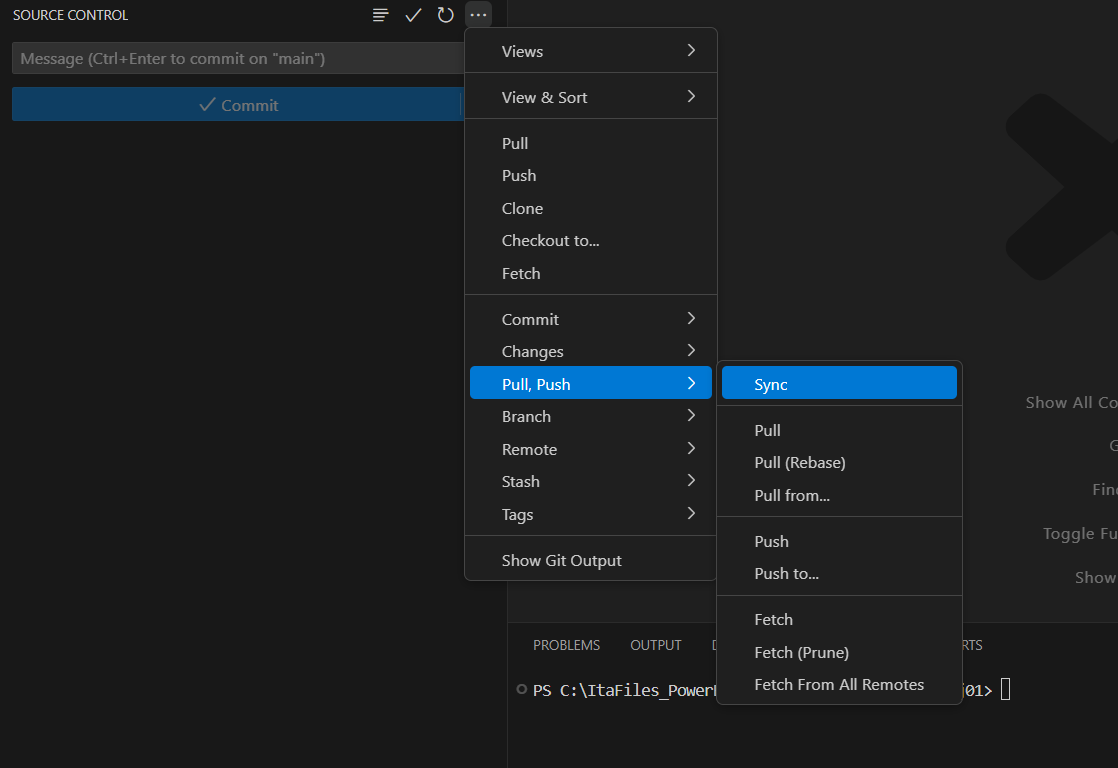 SOURCE CONTROL
Message (Ctrl+Enter to commit on "main")
Commit
Views
View & Sort
Pull
Push
Clone
Checkout to...
Fetch
Commit
Changes
Pull, Push
Branch
Remote
Stash
Tags
Show Git Output
Sync
Pull
Pull (Rebase)
Pull from...
Push
Push to...
Fetch
Fetch (Prune)
Fetch From All Remotes
Show All Co
G
Fin
Toggle Fu
Show
PROBLEMS OUTPUT RTS
PS C:\ItaFiles_Power 01>